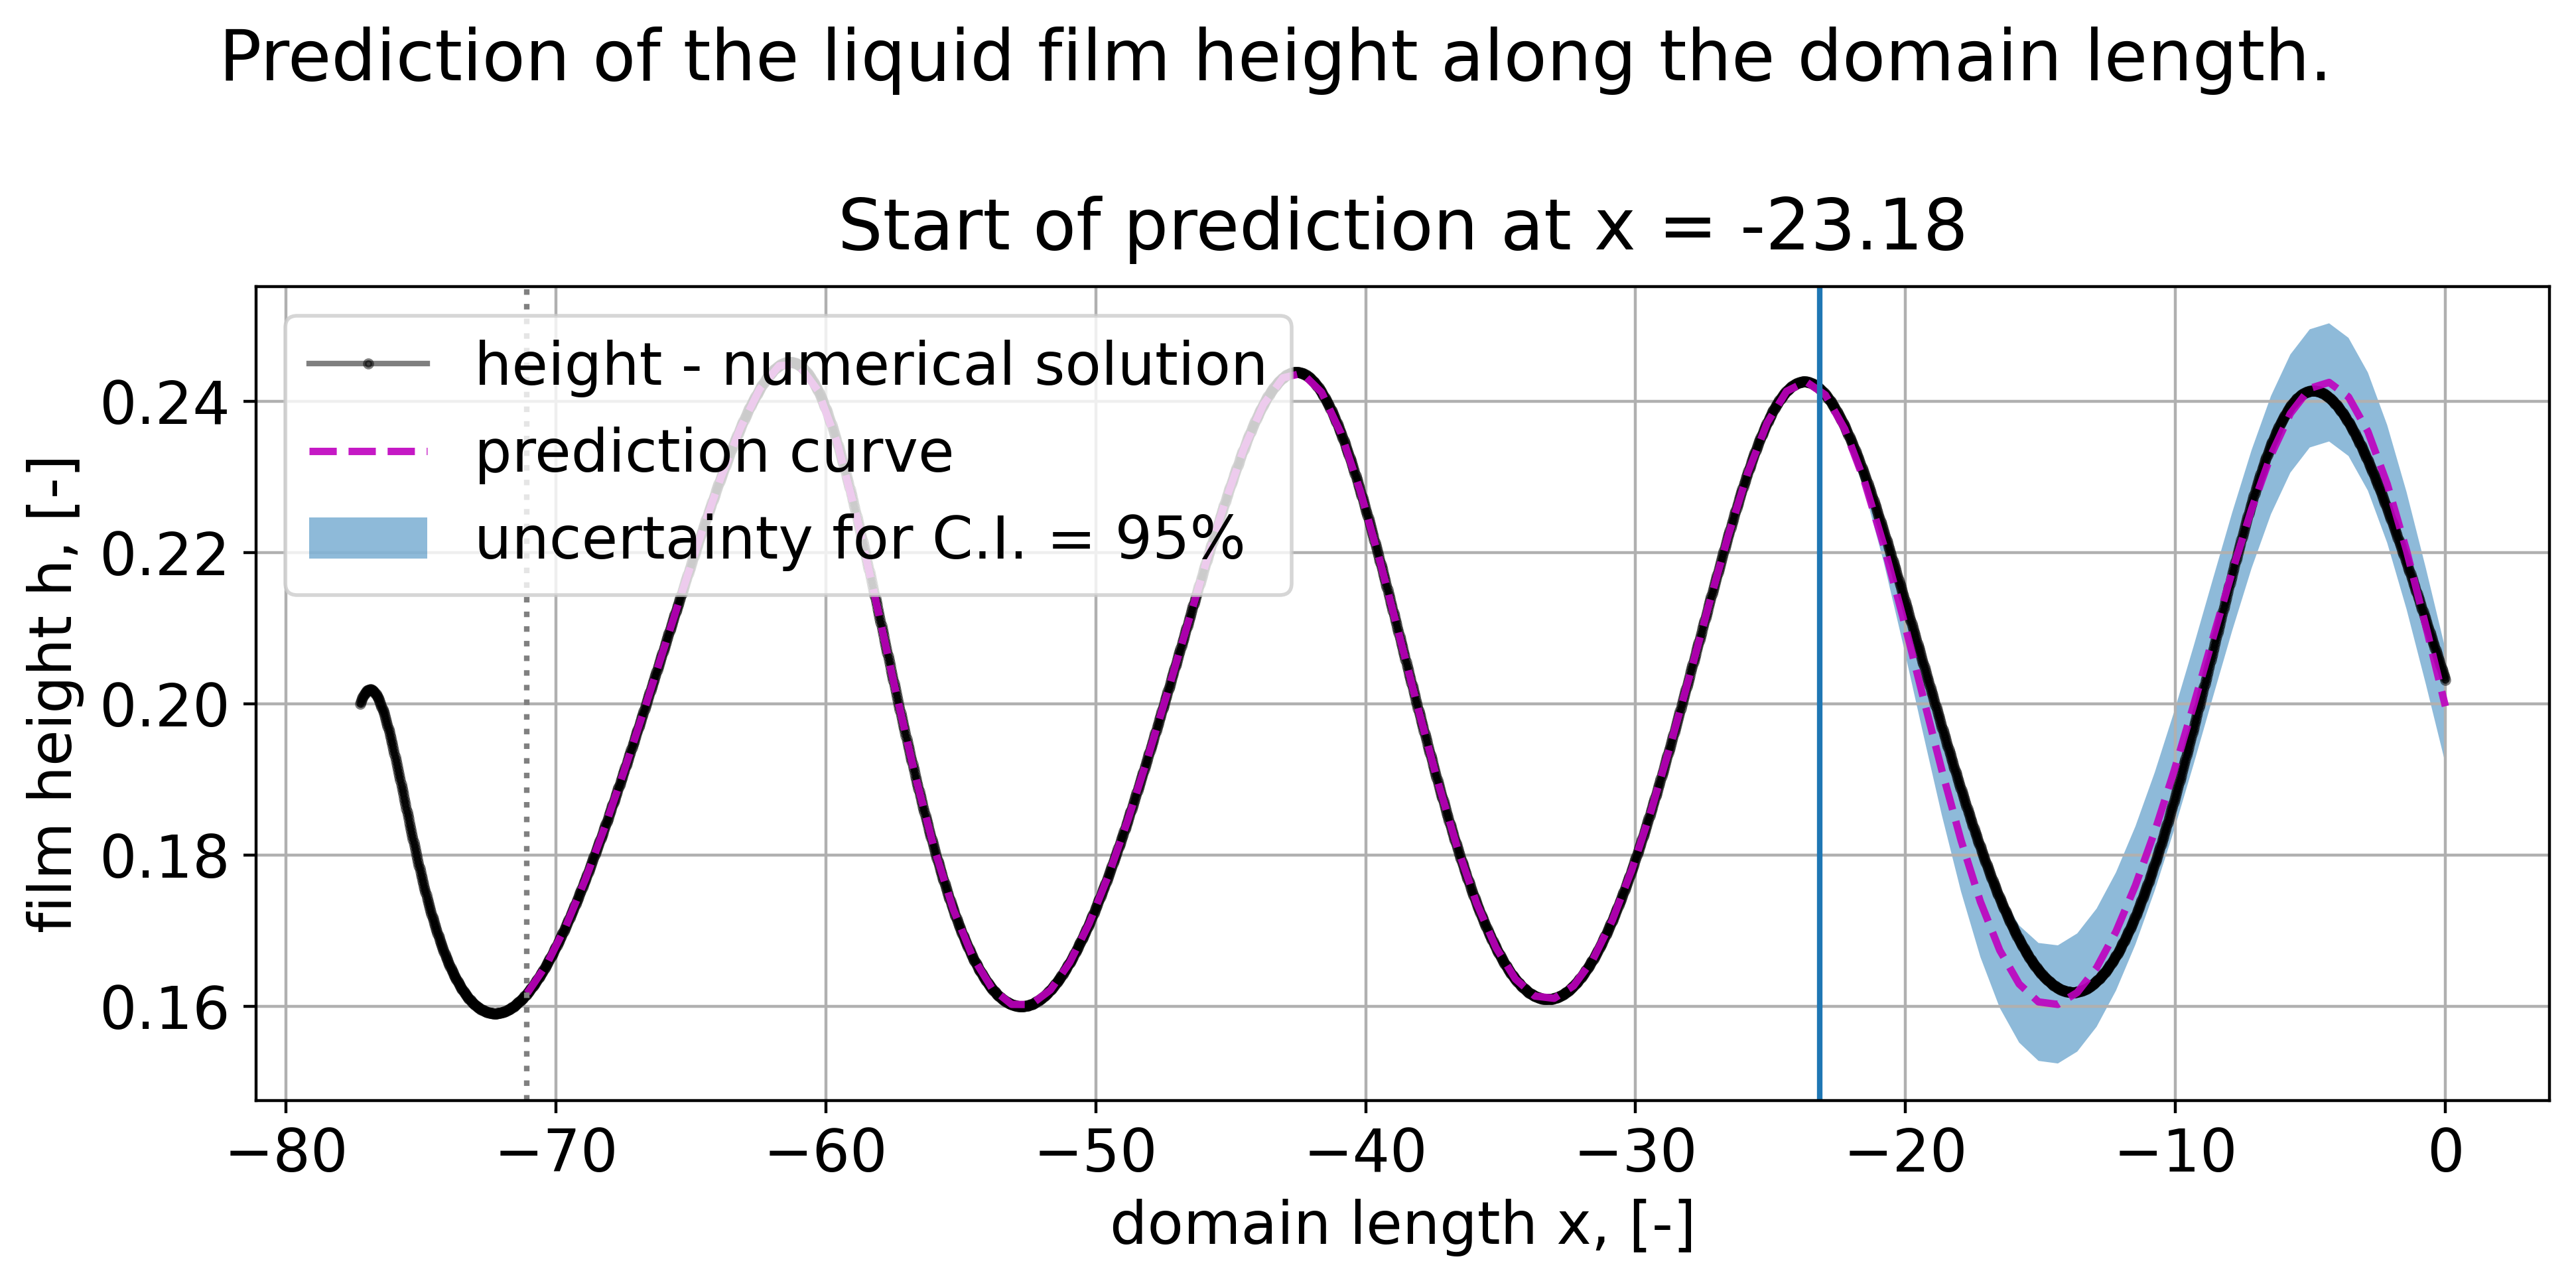 Prediction of the liquid film height along the domain length.
Start of prediction at x = -23.18
height - numerical solution
prediction curve
uncertainty for C.I. = 95%
film height h, [-]
0.24
0.22
0.20
0.18
0.16
−80 −70 −60 −50 −40 −30 −20 −10 0
domain length x, [-]